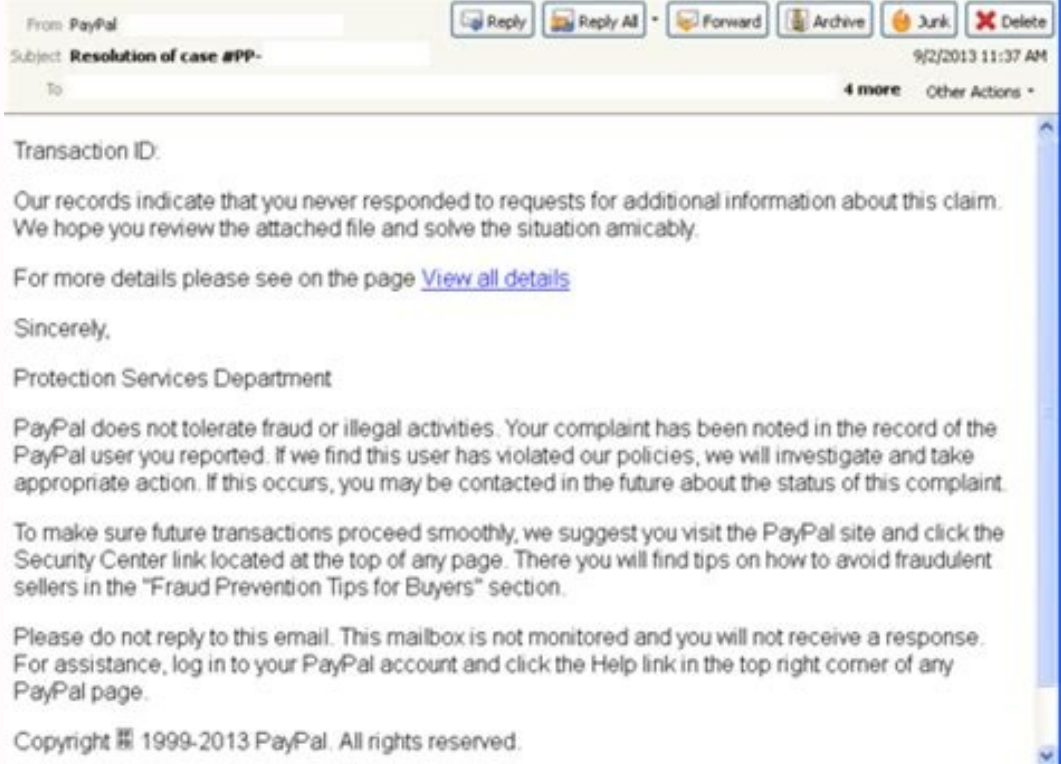 From PayPal
Reply
Reply All
Forward
Archive
Junk
Delete
Subject Resolution of case #PP-
9/2/2013 11:37 AM
To
4 more
Other Actions
Transaction ID:
Our records indicate that you never responded to requests for additional information about this claim.
We hope you review the attached file and solve the situation amicably.
For more details please see on the page View all details
Sincerely,
Protection Services Department
PayPal does not tolerate fraud or illegal activities. Your complaint has been noted in the record of the
PayPal user you reported. If we find this user has violated our policies, we will investigate and take
appropriate action. If this occurs, you may be contacted in the future about the status of this complaint.
To make sure future transactions proceed smoothly, we suggest you visit the PayPal site and click the
Security Center link located at the top of any page. There you will find tips on how to avoid fraudulent
sellers in the "Fraud Prevention Tips for Buyers" section.
Please do not reply to this email. This mailbox is not monitored and you will not receive a response.
For assistance, log in to your PayPal account and click the Help link in the top right corner of any
PayPal page.
Copyright 1999-2013 PayPal. All rights reserved.